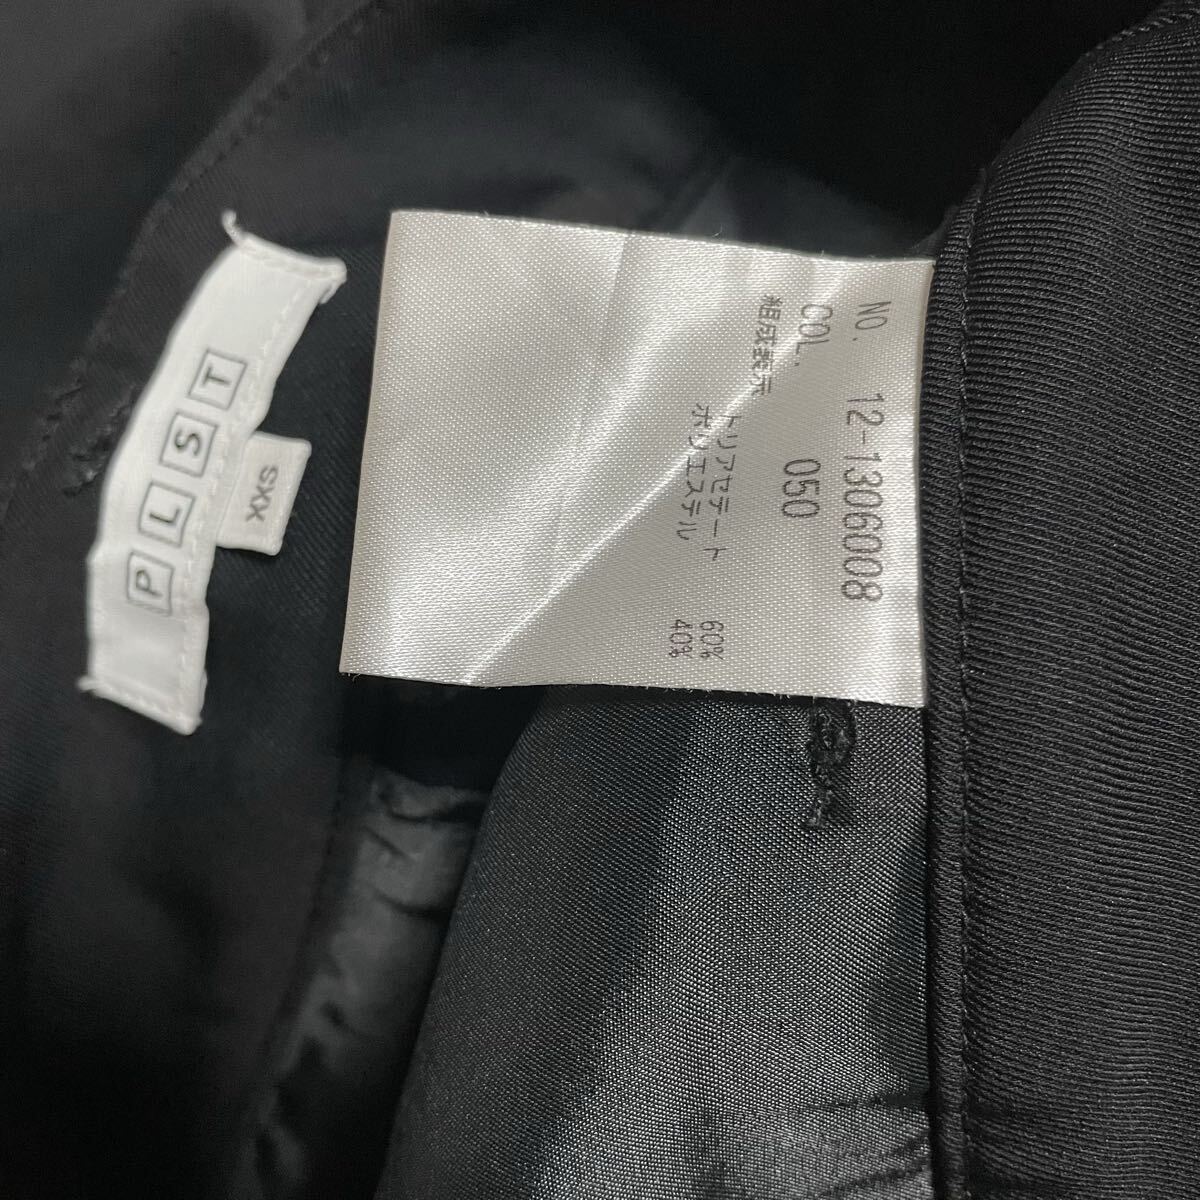 PLST
XXS
NO. 12-13060008
COL. 050
組成表示
トリアセテート 60%
ポリエステル 40%